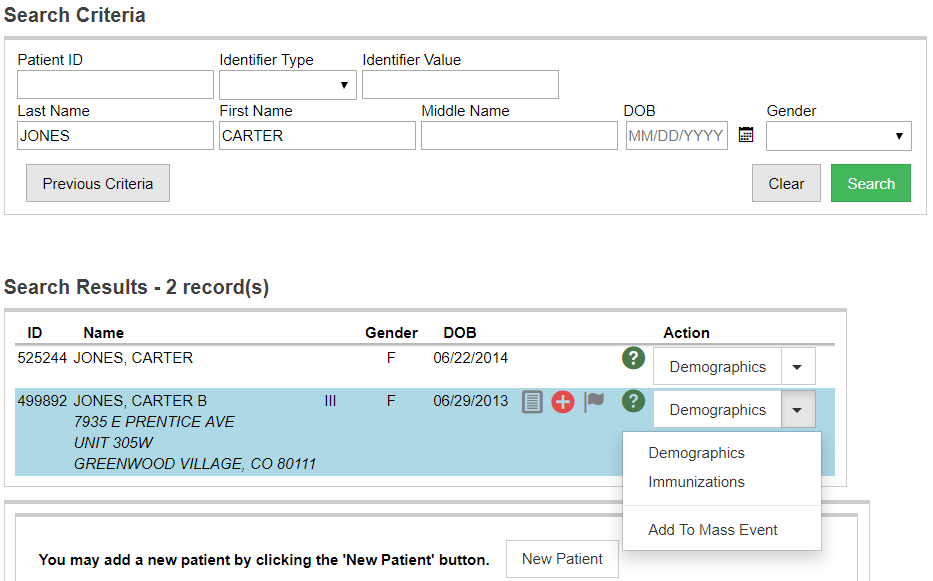 Search Criteria
Patient ID Identifier Type Identifier Value
Last Name First Name Middle Name DOB Gender
JONES CARTER MM/DD/YYYY
Previous Criteria Clear Search
Search Results - 2 record(s)
ID Name Gender DOB Action
525244 JONES, CARTER F 06/22/2014 ? Demographics
499892 JONES, CARTER B III F 06/29/2013 ? Demographics
7935 E PRENTICE AVE
UNIT 305W
GREENWOOD VILLAGE, CO 80111
Demographics
Immunizations
Add To Mass Event
You may add a new patient by clicking the 'New Patient' button. New Patient